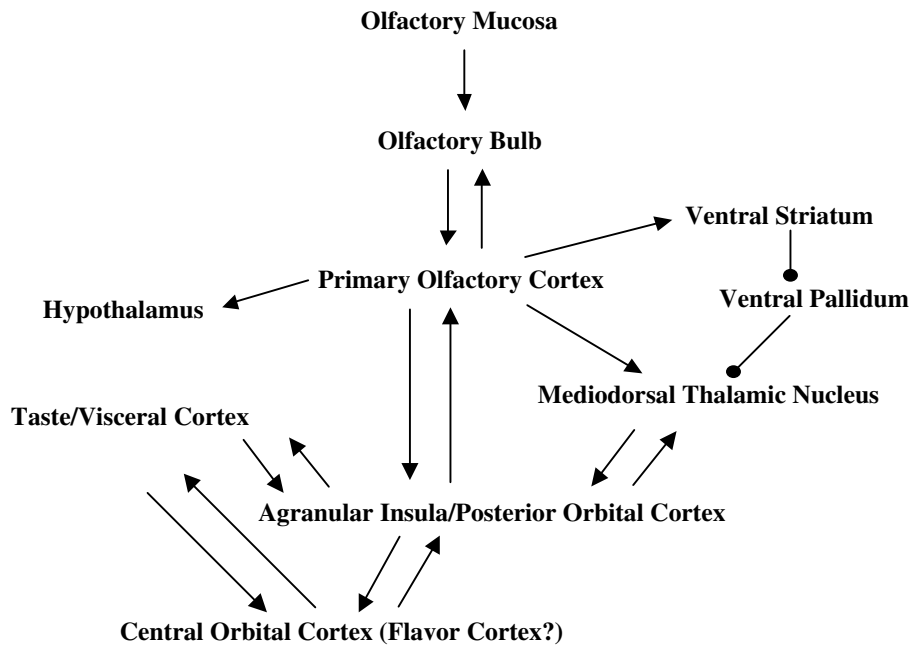 Olfactory Mucosa
Olfactory Bulb
Ventral Striatum
Primary Olfactory Cortex
Ventral Pallidum
Hypothalamus
Mediodorsal Thalamic Nucleus
Taste/Visceral Cortex
Agranular Insula/Posterior Orbital Cortex
Central Orbital Cortex (Flavor Cortex?)